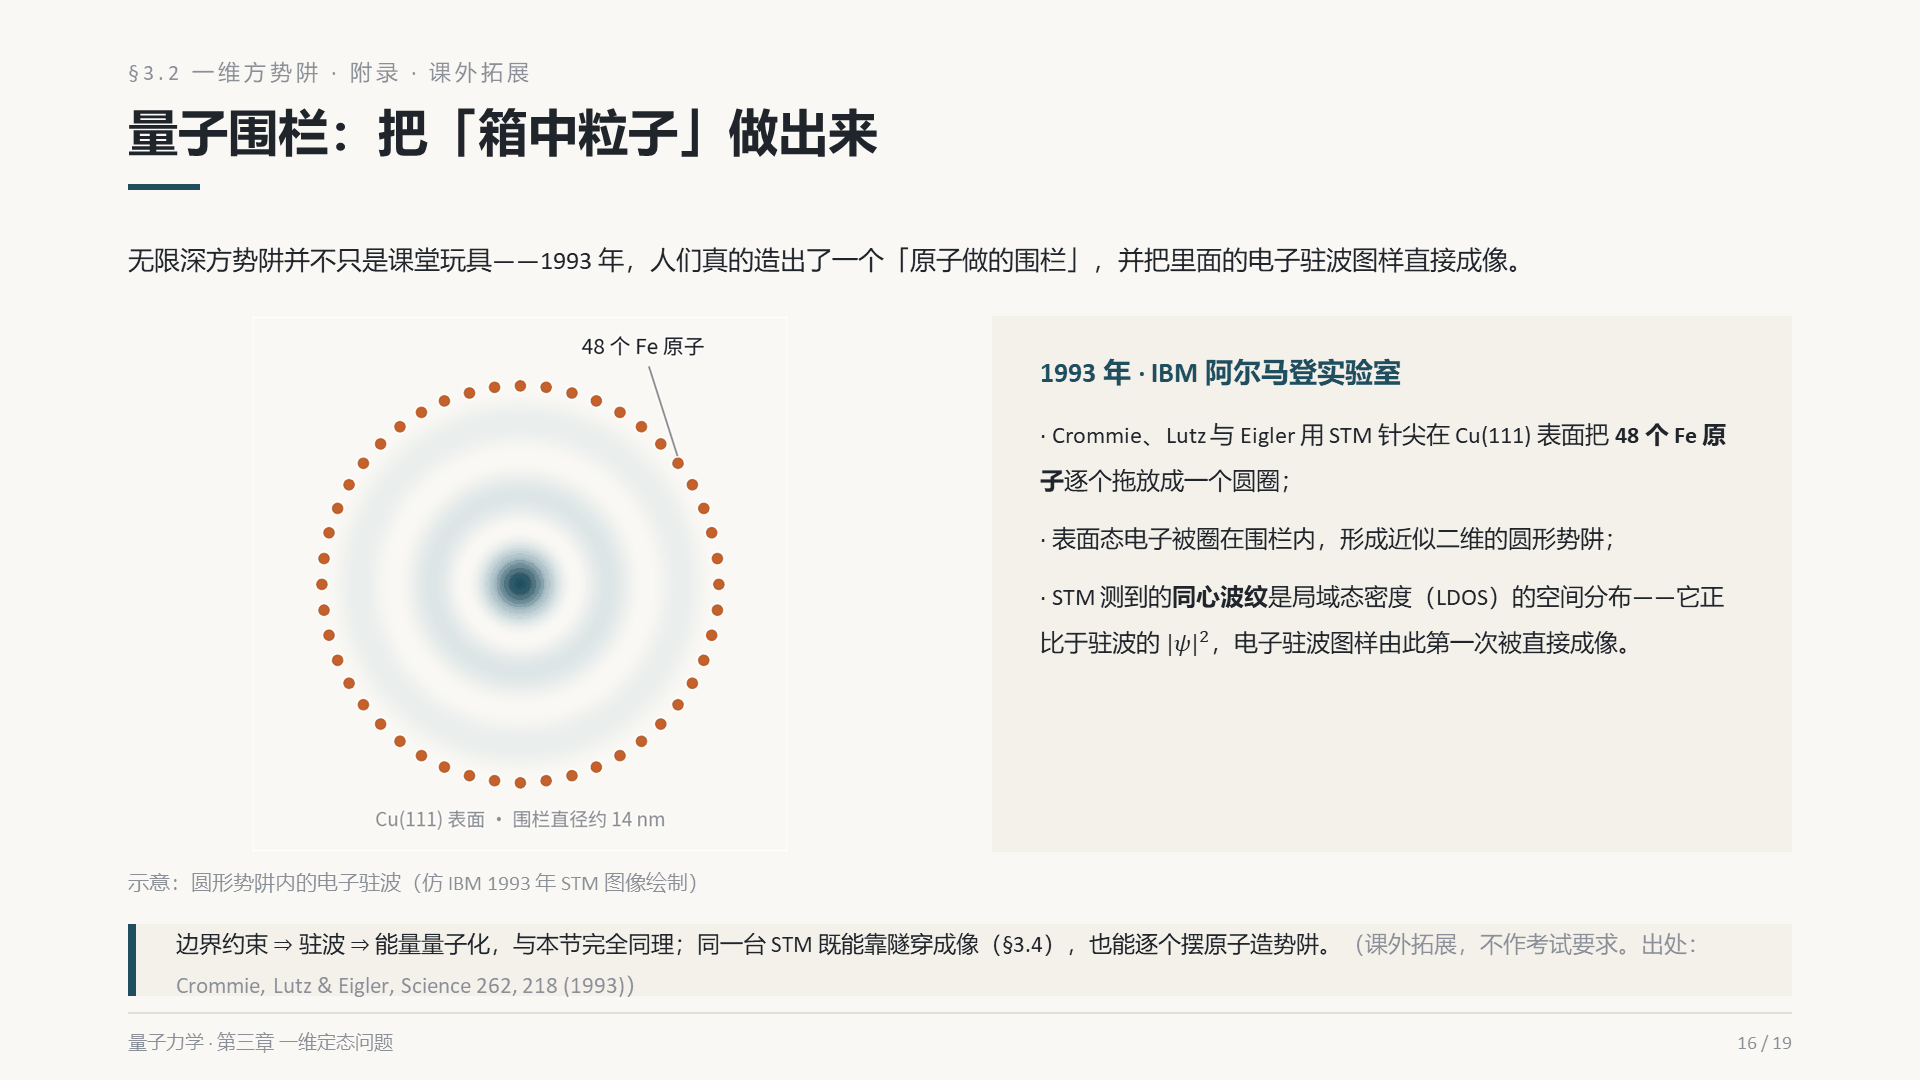 §3.2 一维方势阱 · 附录 · 课外拓展
量子围栏：把「箱中粒子」做出来
无限深方势阱并不只是课堂玩具——1993 年，人们真的造出了一个「原子做的围栏」，并把里面的电子驻波图样直接成像。
48 个 Fe 原子
Cu(111) 表面 · 围栏直径约 14 nm
示意：圆形势阱内的电子驻波（仿 IBM 1993 年 STM 图像绘制）
1993 年 · IBM 阿尔马登实验室
· Crommie、Lutz 与 Eigler 用 STM 针尖在 Cu(111) 表面把 48 个 Fe 原
子逐个拖放成一个圆圈；
· 表面态电子被圈在围栏内，形成近似二维的圆形势阱；
· STM 测到的同心波纹是局域态密度（LDOS）的空间分布——它正
比于驻波的 |ψ|²，电子驻波图样由此第一次被直接成像。
边界约束 ⇒ 驻波 ⇒ 能量量子化，与本节完全同理；同一台 STM 既能靠隧穿成像（§3.4），也能逐个摆原子造势阱。（课外拓展，不作考试要求。出处：
Crommie, Lutz & Eigler, Science 262, 218 (1993)）
量子力学 · 第三章 一维定态问题
16 / 19